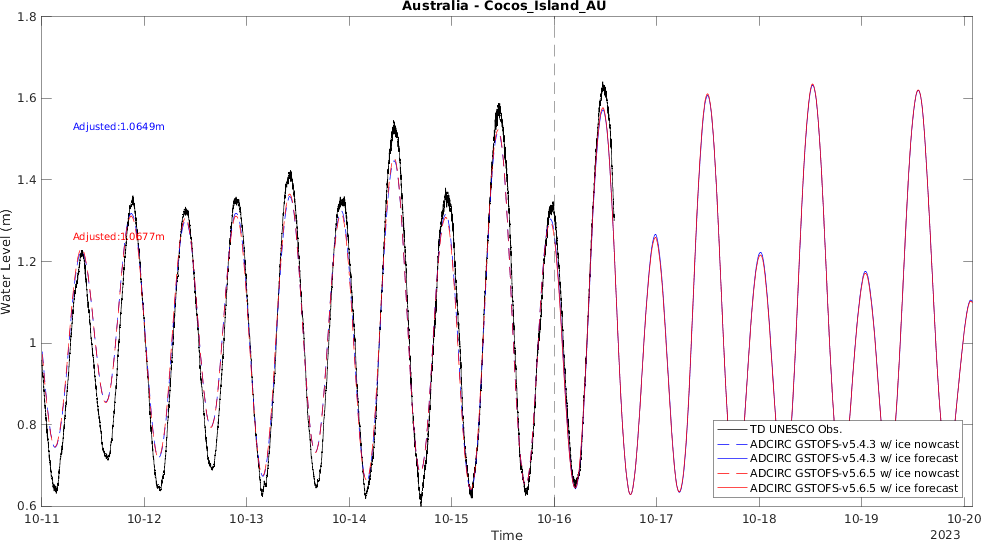 Australia - Cocos_Island_AU
1.8
1.6
1.4
1.2
1
0.8
0.6
Water Level (m)
Adjusted:1.0649m
Adjusted:1.0677m
TD UNESCO Obs.
ADCIRC GSTOFS-v5.4.3 w/ ice nowcast
ADCIRC GSTOFS-v5.4.3 w/ ice forecast
ADCIRC GSTOFS-v5.6.5 w/ ice nowcast
ADCIRC GSTOFS-v5.6.5 w/ ice forecast
10-11 10-12 10-13 10-14 10-15 10-16 10-17 10-18 10-19 10-20
Time
2023